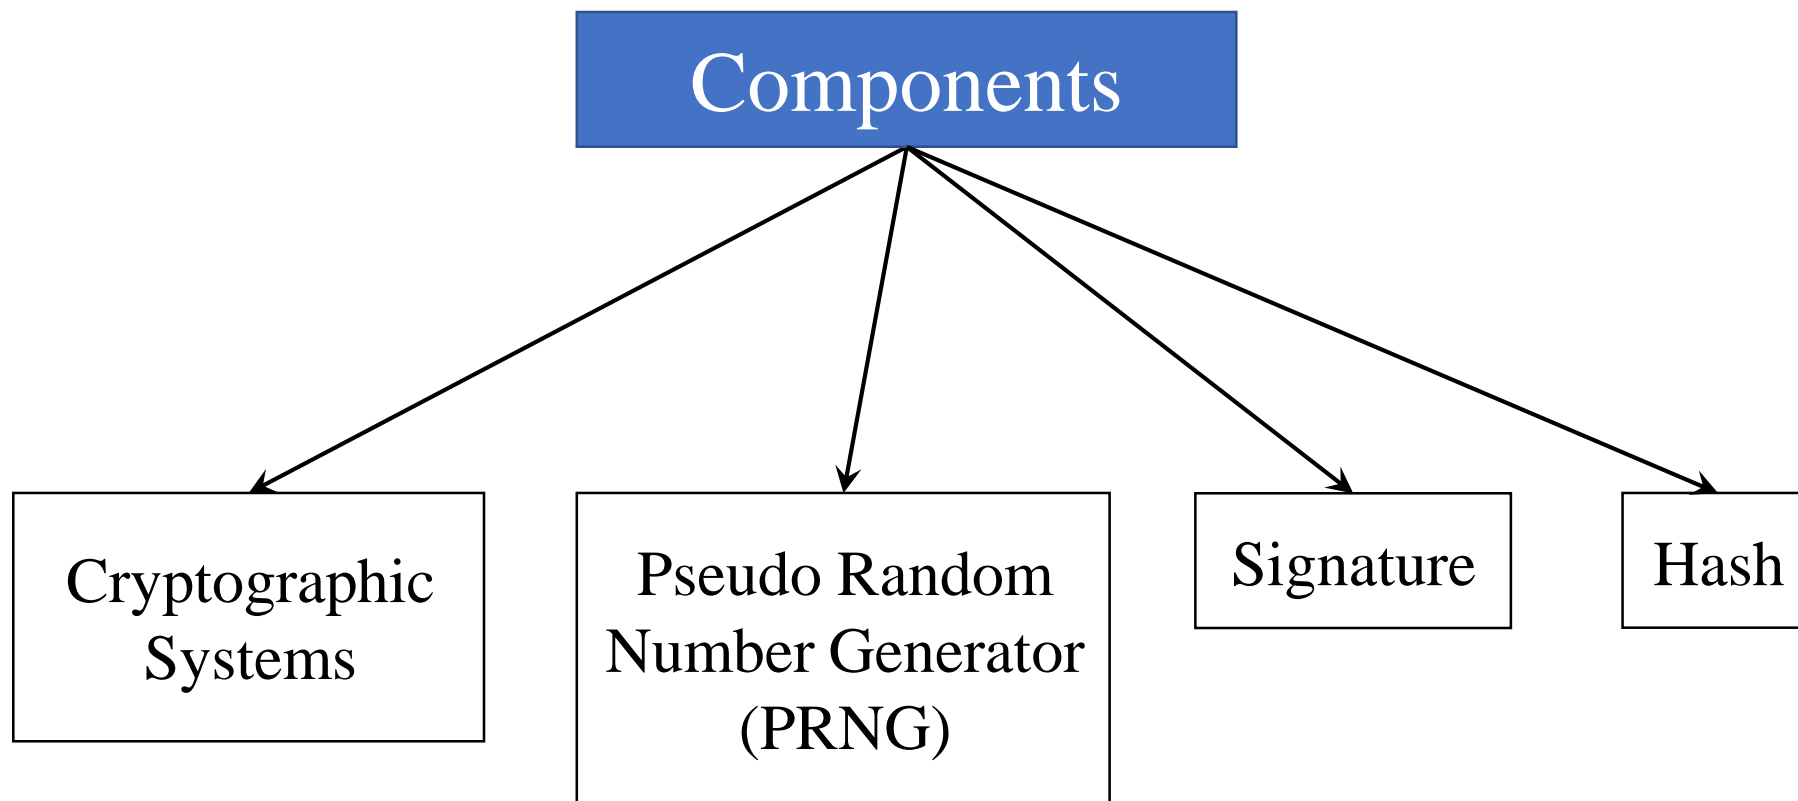 Components
Cryptographic
Systems
Pseudo Random
Number Generator
(PRNG)
Signature
Hash